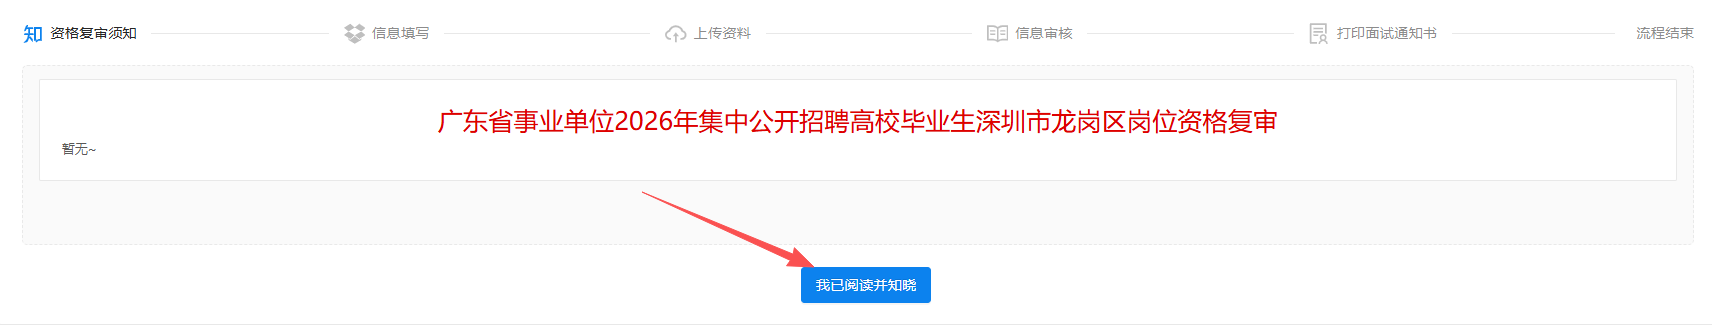 知 资格复审须知 信息填写 上传资料 信息审核 打印面试通知书 流程结束
广东省事业单位2026年集中公开招聘高校毕业生深圳市龙岗区岗位资格复审
暂无~
我已阅读并知晓